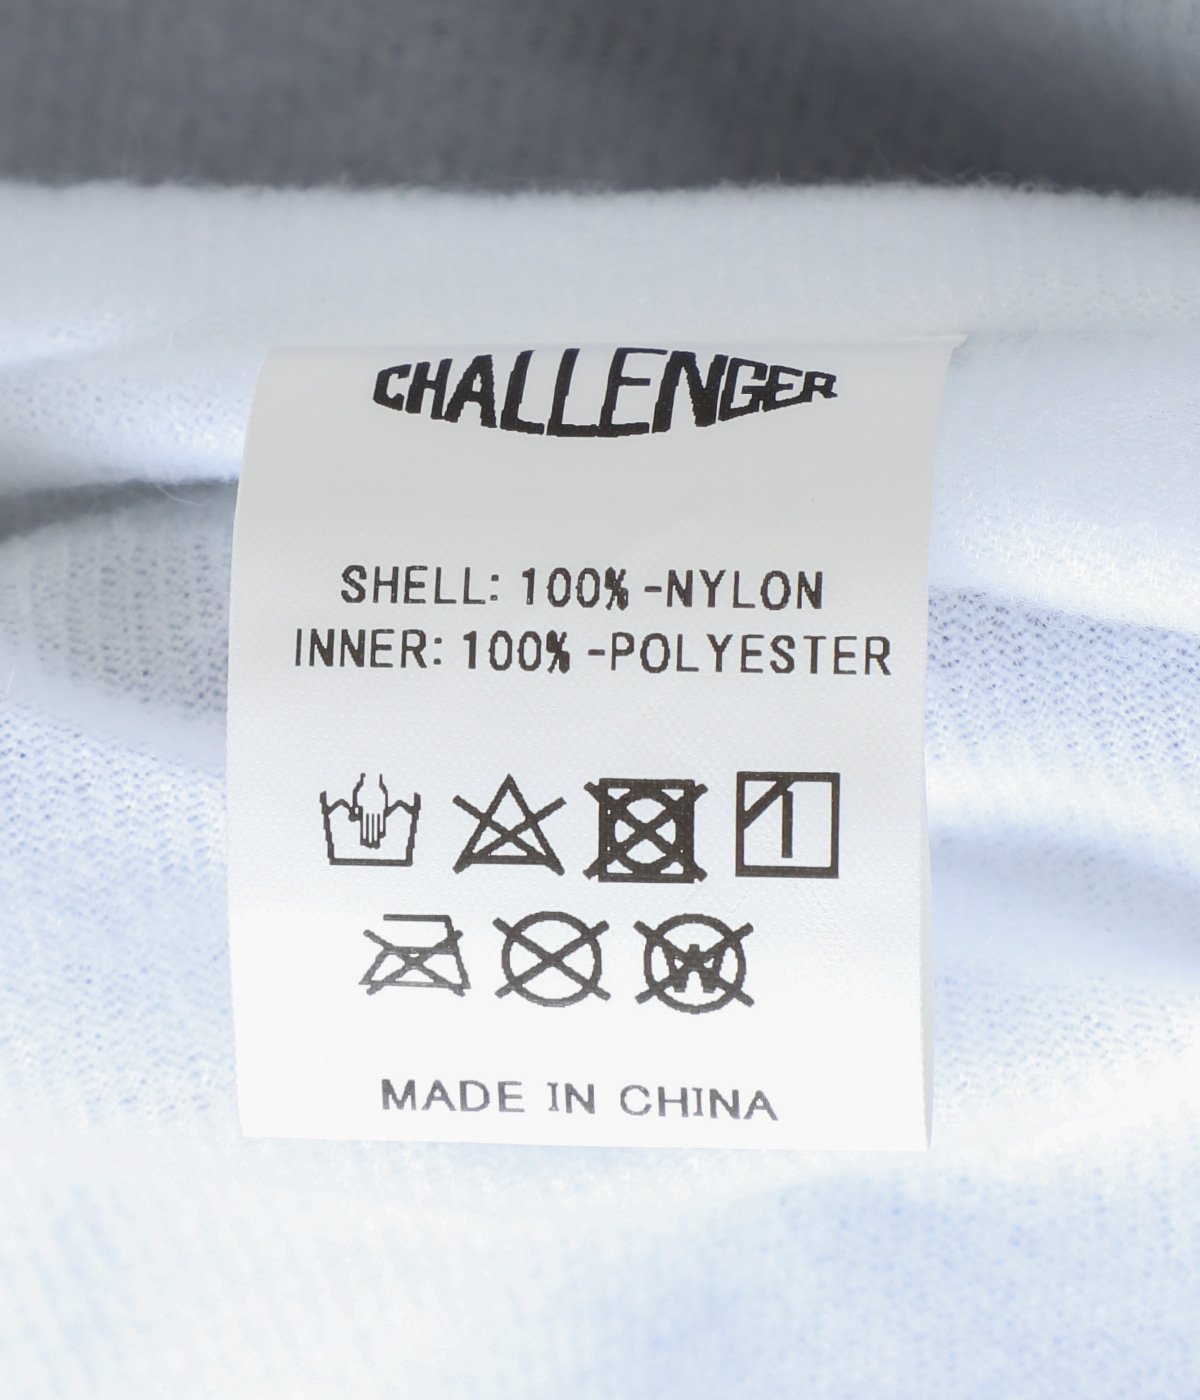 CHALLENGER
SHELL: 100% -NYLON
INNER: 100% -POLYESTER
W
MADE IN CHINA